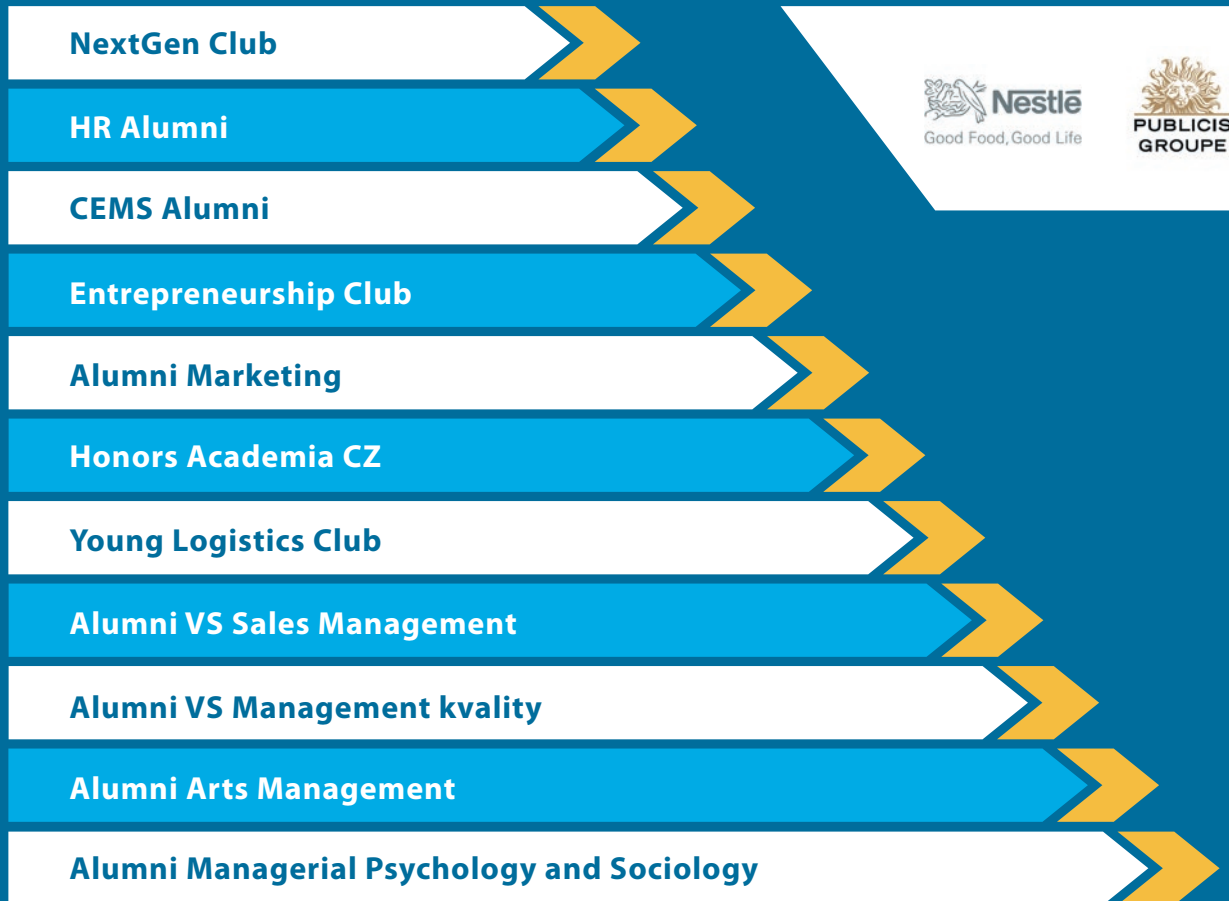 NextGen Club
HR Alumni
CEMS Alumni
Entrepreneurship Club
Alumni Marketing
Honors Academia CZ
Young Logistics Club
Alumni VS Sales Management
Alumni VS Management kvality
Alumni Arts Management
Alumni Managerial Psychology and Sociology
Nestlé
Good Food, Good Life
PUBLICIS
GROUPE